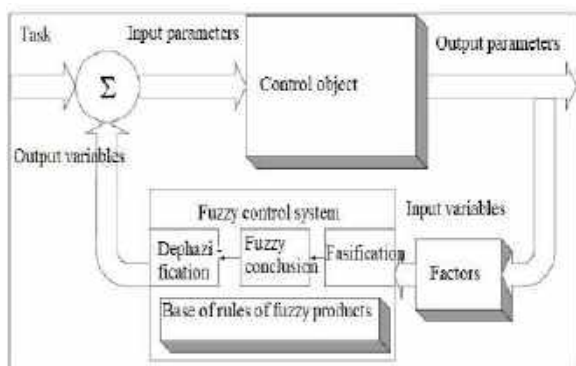 Task
Input parameters
Output parameters
Σ
Control object
Output variables
Fuzzy control system
Input variables
Dephazi -
fification
Fuzzy
conclusion
Fasification
Factors
Base of rules of fuzzy products